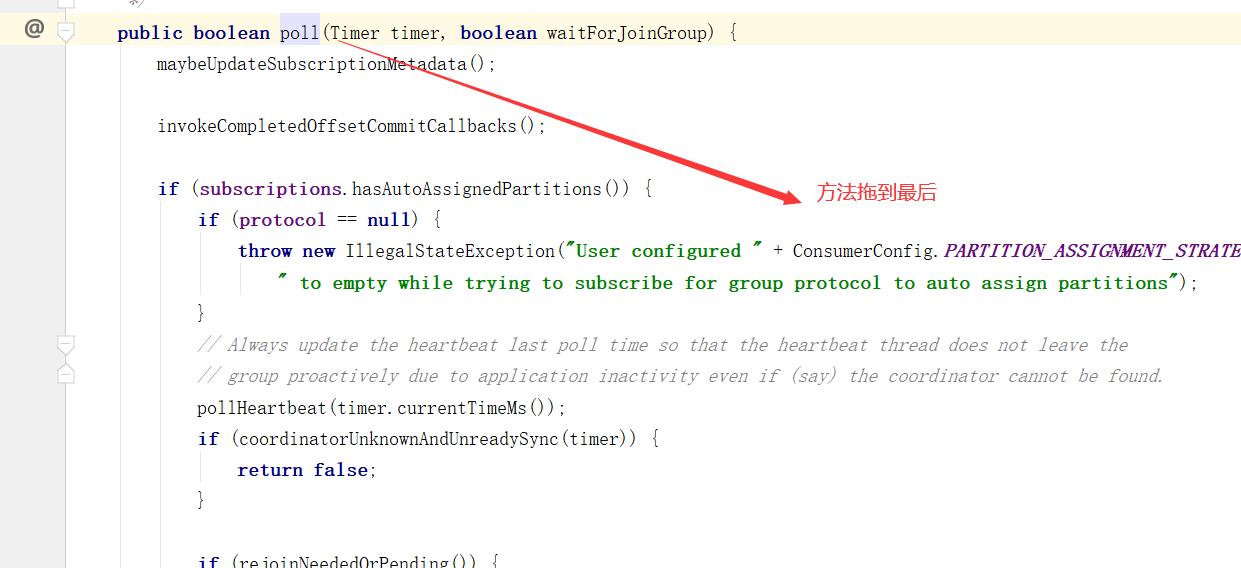 */
@
public boolean poll(Timer timer, boolean waitForJoinGroup) {
maybeUpdateSubscriptionMetadata();
invokeCompletedOffsetCommitCallbacks();
if (subscriptions.hasAutoAssignedPartitions()) {
方法拖到最后
if (protocol == null) {
throw new IllegalStateException("User configured " + ConsumerConfig.PARTITION_ASSIGNMENT_STRATE
" to empty while trying to subscribe for group protocol to auto assign partitions");
}
// Always update the heartbeat last poll time so that the heartbeat thread does not leave the
// group proactively due to application inactivity even if (say) the coordinator cannot be found.
pollHeartbeat(timer.currentTimeMs());
if (coordinatorUnknownAndUnreadySync(timer)) {
return false;
}
if (rejoinNeededOrPending()) {